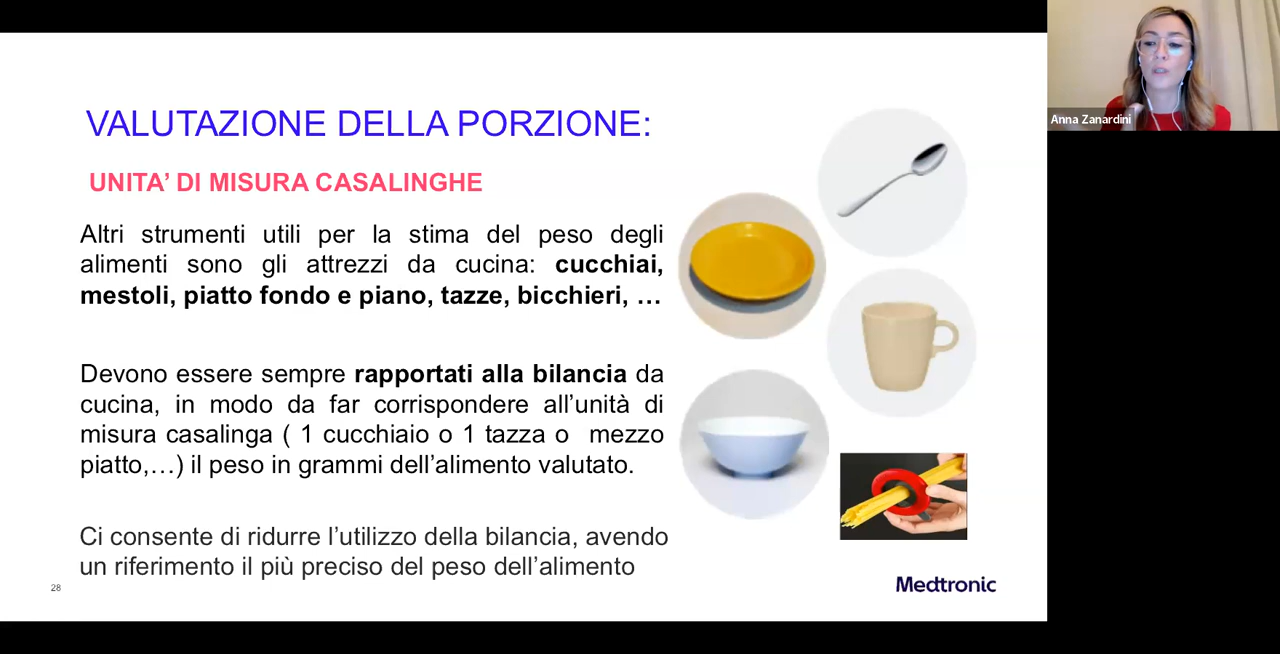 VALUTAZIONE DELLA PORZIONE:
UNITA’ DI MISURA CASALINGHE
Altri strumenti utili per la stima del peso degli
alimenti sono gli attrezzi da cucina: cucchiai,
mestoli, piatto fondo e piano, tazze, bicchieri, …
Devono essere sempre rapportati alla bilancia da
cucina, in modo da far corrispondere all’unità di
misura casalinga ( 1 cucchiaio o 1 tazza o mezzo
piatto,…) il peso in grammi dell’alimento valutato.
Ci consente di ridurre l’utilizzo della bilancia, avendo
un riferimento il più preciso del peso dell’alimento
28
Medtronic
Anna Zanardini